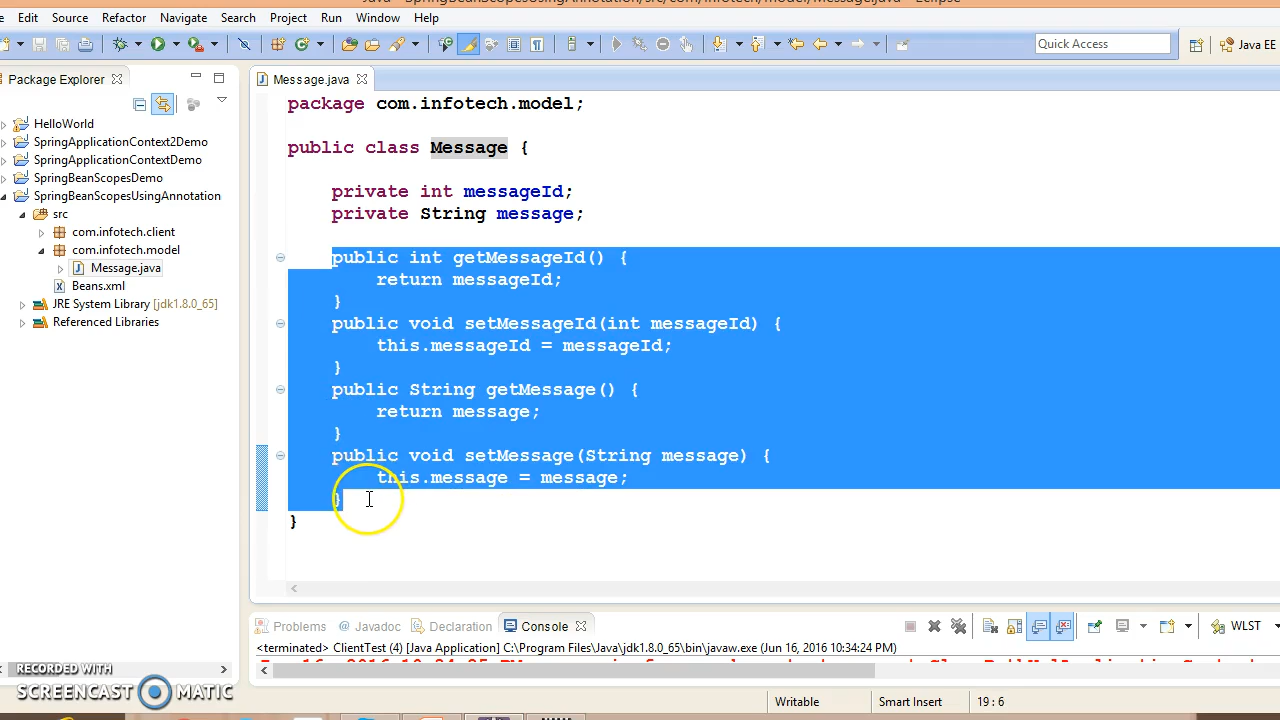 Edit Source Refactor Navigate Search Project Run Window Help
Quick Access
Java EE
Package Explorer
Message.java
HelloWorld
SpringApplicationContext2Demo
SpringApplicationContextDemo
SpringBeanScopesDemo
SpringBeanScopesUsingAnnotation
src
com.infotech.client
com.infotech.model
Message.java
Beans.xml
JRE System Library [jdk1.8.0_65]
Referenced Libraries
package com.infotech.model;
public class Message {
private int messageId;
private String message;
public int getMessageId() {
return messageId;
}
public void setMessageId(int messageId) {
this.messageId = messageId;
}
public String getMessage() {
return message;
}
public void setMessage(String message) {
this.message = message;
}
}
Problems Javadoc Declaration Console
WLST
<terminated> ClientTest (4) [Java Application] C:\Program Files\Java\jdk1.8.0_65\bin\javaw.exe (Jun 16, 2016 10:34:24 PM)
RECORDED WITH
SCREENCAST MATIC
Writable Smart Insert 19 : 6